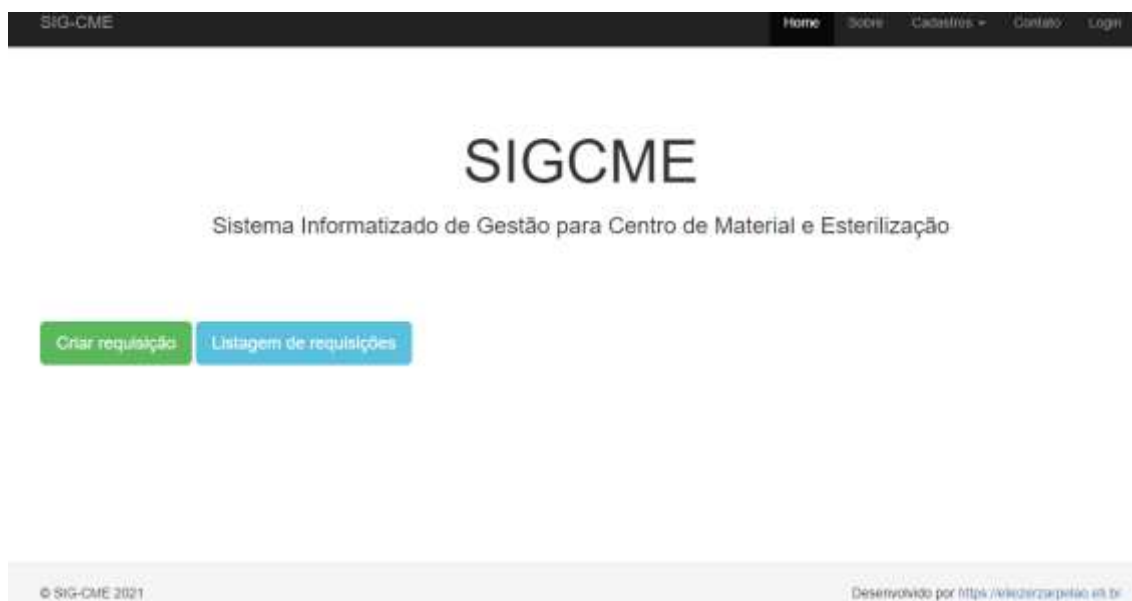 SIG-CME Home Sobre Cadastros Contato Login
SIGCME
Sistema Informatizado de Gestão para Centro de Material e Esterilização
Criar requisição Listagem de requisições
© SIG-CME 2021 Desenvolvido por